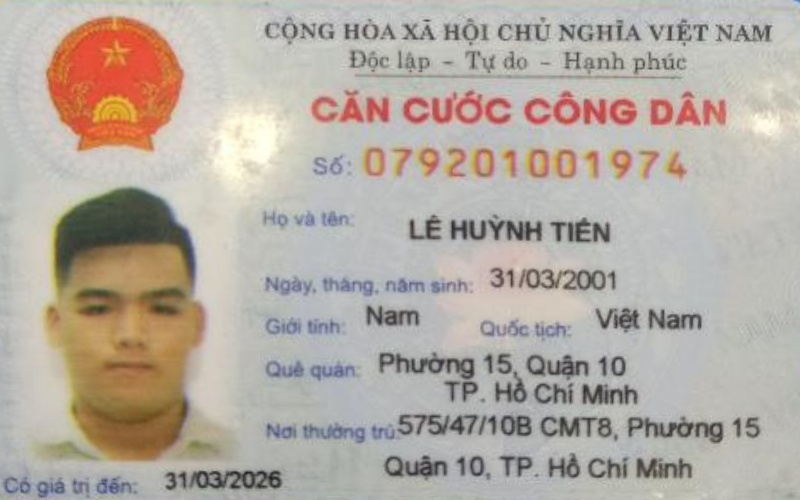 CỘNG HÒA XÃ HỘI CHỦ NGHĨA VIỆT NAM
Độc lập - Tự do - Hạnh phúc
CĂN CƯỚC CÔNG DÂN
Số: 079201001974
Họ và tên: LÊ HUỲNH TIÊN
Ngày, tháng, năm sinh: 31/03/2001
Giới tính: Nam Quốc tịch: Việt Nam
Quê quán: Phường 15, Quận 10
TP. Hồ Chí Minh
Nơi thường trú: 575/47/10B CMT8, Phường 15
Quận 10, TP. Hồ Chí Minh
Có giá trị đến: 31/03/2026